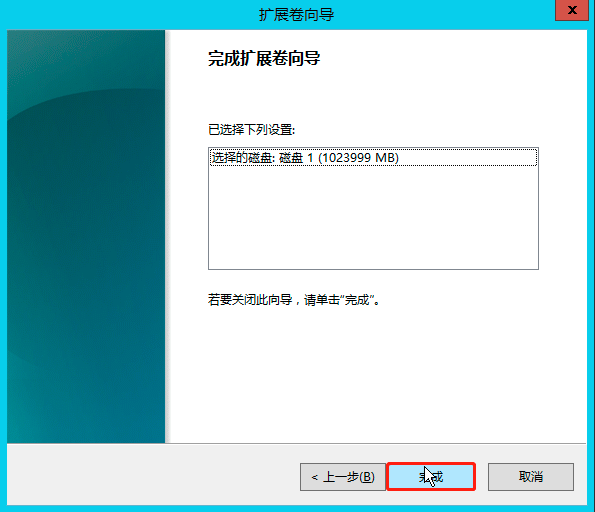 扩展卷向导
x
完成扩展卷向导
已选择下列设置:
选择的磁盘: 磁盘 1 (1023999 MB)
若要关闭此向导，请单击“完成”。
< 上一步(B)
完成
取消